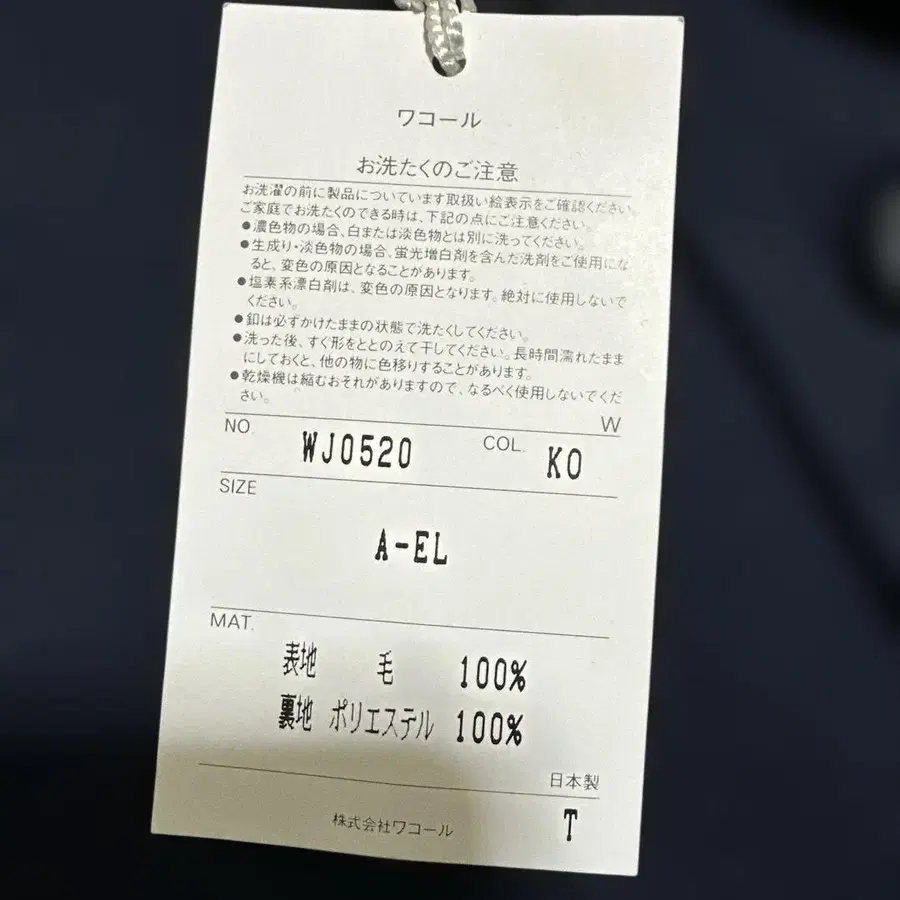 ワコール
お洗たくのご注意
お洗濯の前に製品についています取扱い絵表示をご確認ください。
ご家庭でお洗たくのできる時は、下記の点にご注意ください。
●濃色物の場合、白または淡色物とは別に洗ってください。
●生成り・淡色物の場合、蛍光増白剤を含んだ洗剤をご使用にな
ると、変色の原因となることがあります。
●塩素系漂白剤は、変色の原因となります。絶対に使用しないで
ください。
●釦は必ずかけたままの状態で洗たくしてください。
●洗った後、すぐ形をととのえて干してください。長時間濡れたまま
にしておくと、他の物に色移りすることがあります。
●乾燥機は縮むおそれがありますので、なるべく使用しないでくだ
さい。
W
NO. WJ0520 COL. KO
SIZE
A-EL
MAT.
表地 毛 100%
裏地 ポリエステル 100%
日本製
株式会社ワコール T